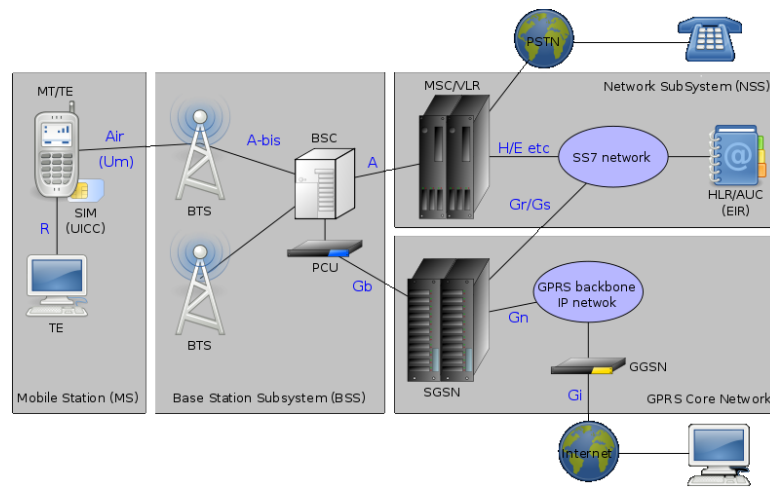 PSTN
MT/TE
MSC/VLR
Network SubSystem (NSS)
Air
(Um)
A-bis
BSC
A
H/E etc
SS7 network
SIM
(UICC)
BTS
HLR/AUC
(EIR)
R
Gr/Gs
PCU
Gb
GPRS backbone
IP netwok
Gn
TE
BTS
GGSN
SGSN
Gi
Mobile Station (MS)
Base Station Subsystem (BSS)
GPRS Core Network
Internet